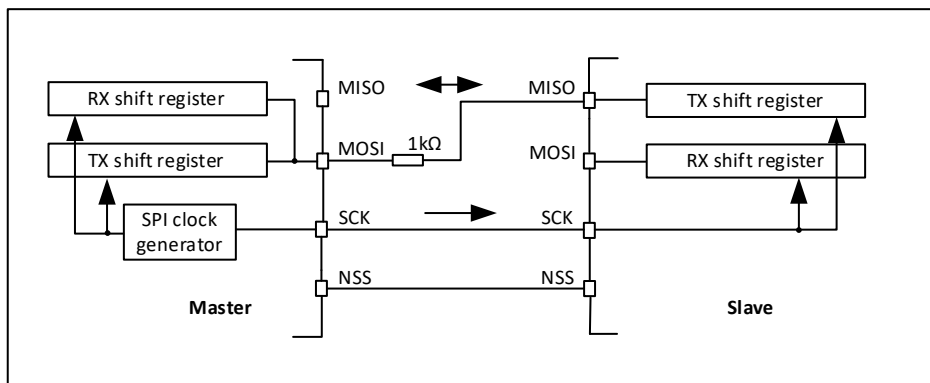 RX shift register
TX shift register
SPI clock
generator
Master
MISO
MOSI
1kΩ
SCK
NSS
MISO
MOSI
SCK
NSS
TX shift register
RX shift register
Slave